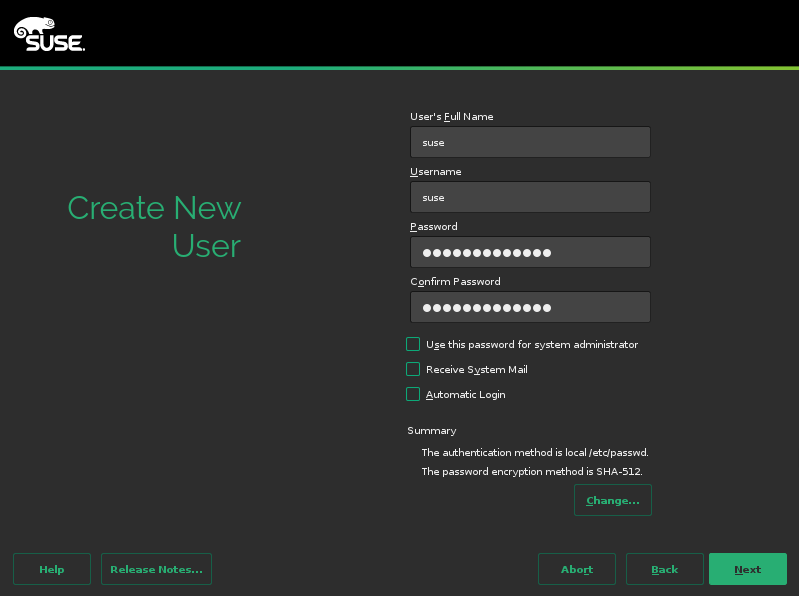 SUSE.
Create New
User
User's Full Name
suse
Username
suse
Password
Confirm Password
Use this password for system administrator
Receive System Mail
Automatic Login
Summary
The authentication method is local /etc/passwd.
The password encryption method is SHA-512.
Change...
Help
Release Notes...
Abort
Back
Next